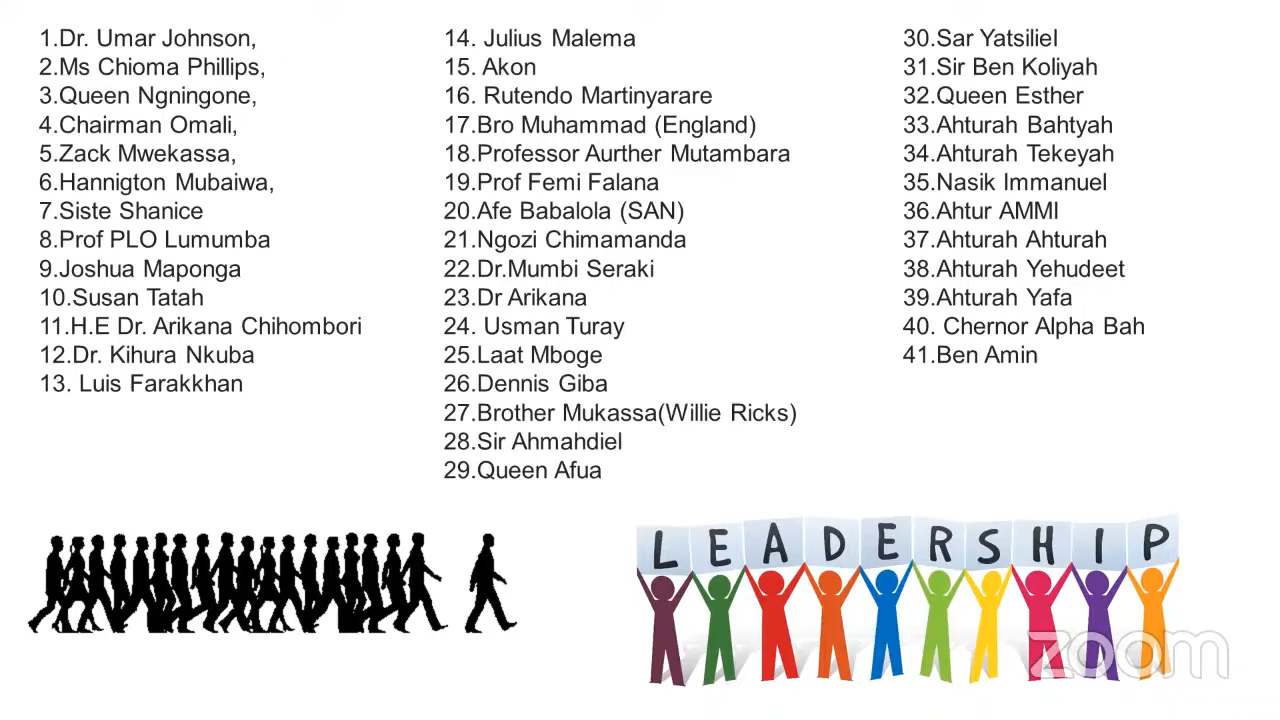 1.Dr. Umar Johnson,
2.Ms Chioma Phillips,
3.Queen Ngningone,
4.Chairman Omali,
5.Zack Mwekassa,
6.Hannigton Mubaiwa,
7.Siste Shanice
8.Prof PLO Lumumba
9.Joshua Maponga
10.Susan Tatah
11.H.E Dr. Arikana Chihombori
12.Dr. Kihura Nkuba
13. Luis Farakkhan
14. Julius Malema
15. Akon
16. Rutendo Martinyarare
17.Bro Muhammad (England)
18.Professor Aurther Mutambara
19.Prof Femi Falana
20.Afe Babalola (SAN)
21.Ngozi Chimamanda
22.Dr.Mumbi Seraki
23.Dr Arikana
24. Usman Turay
25.Laat Mboge
26.Dennis Giba
27.Brother Mukassa(Willie Ricks)
28.Sir Ahmahdiel
29.Queen Afua
30.Sar Yatsiliel
31.Sir Ben Koliyah
32.Queen Esther
33.Ahturah Bahtyah
34.Ahturah Tekeyah
35.Nasik Immanuel
36.Ahtur AMMI
37.Ahturah Ahturah
38.Ahturah Yehudeet
39.Ahturah Yafa
40. Chernor Alpha Bah
41.Ben Amin
LEADERSHIP
zoom